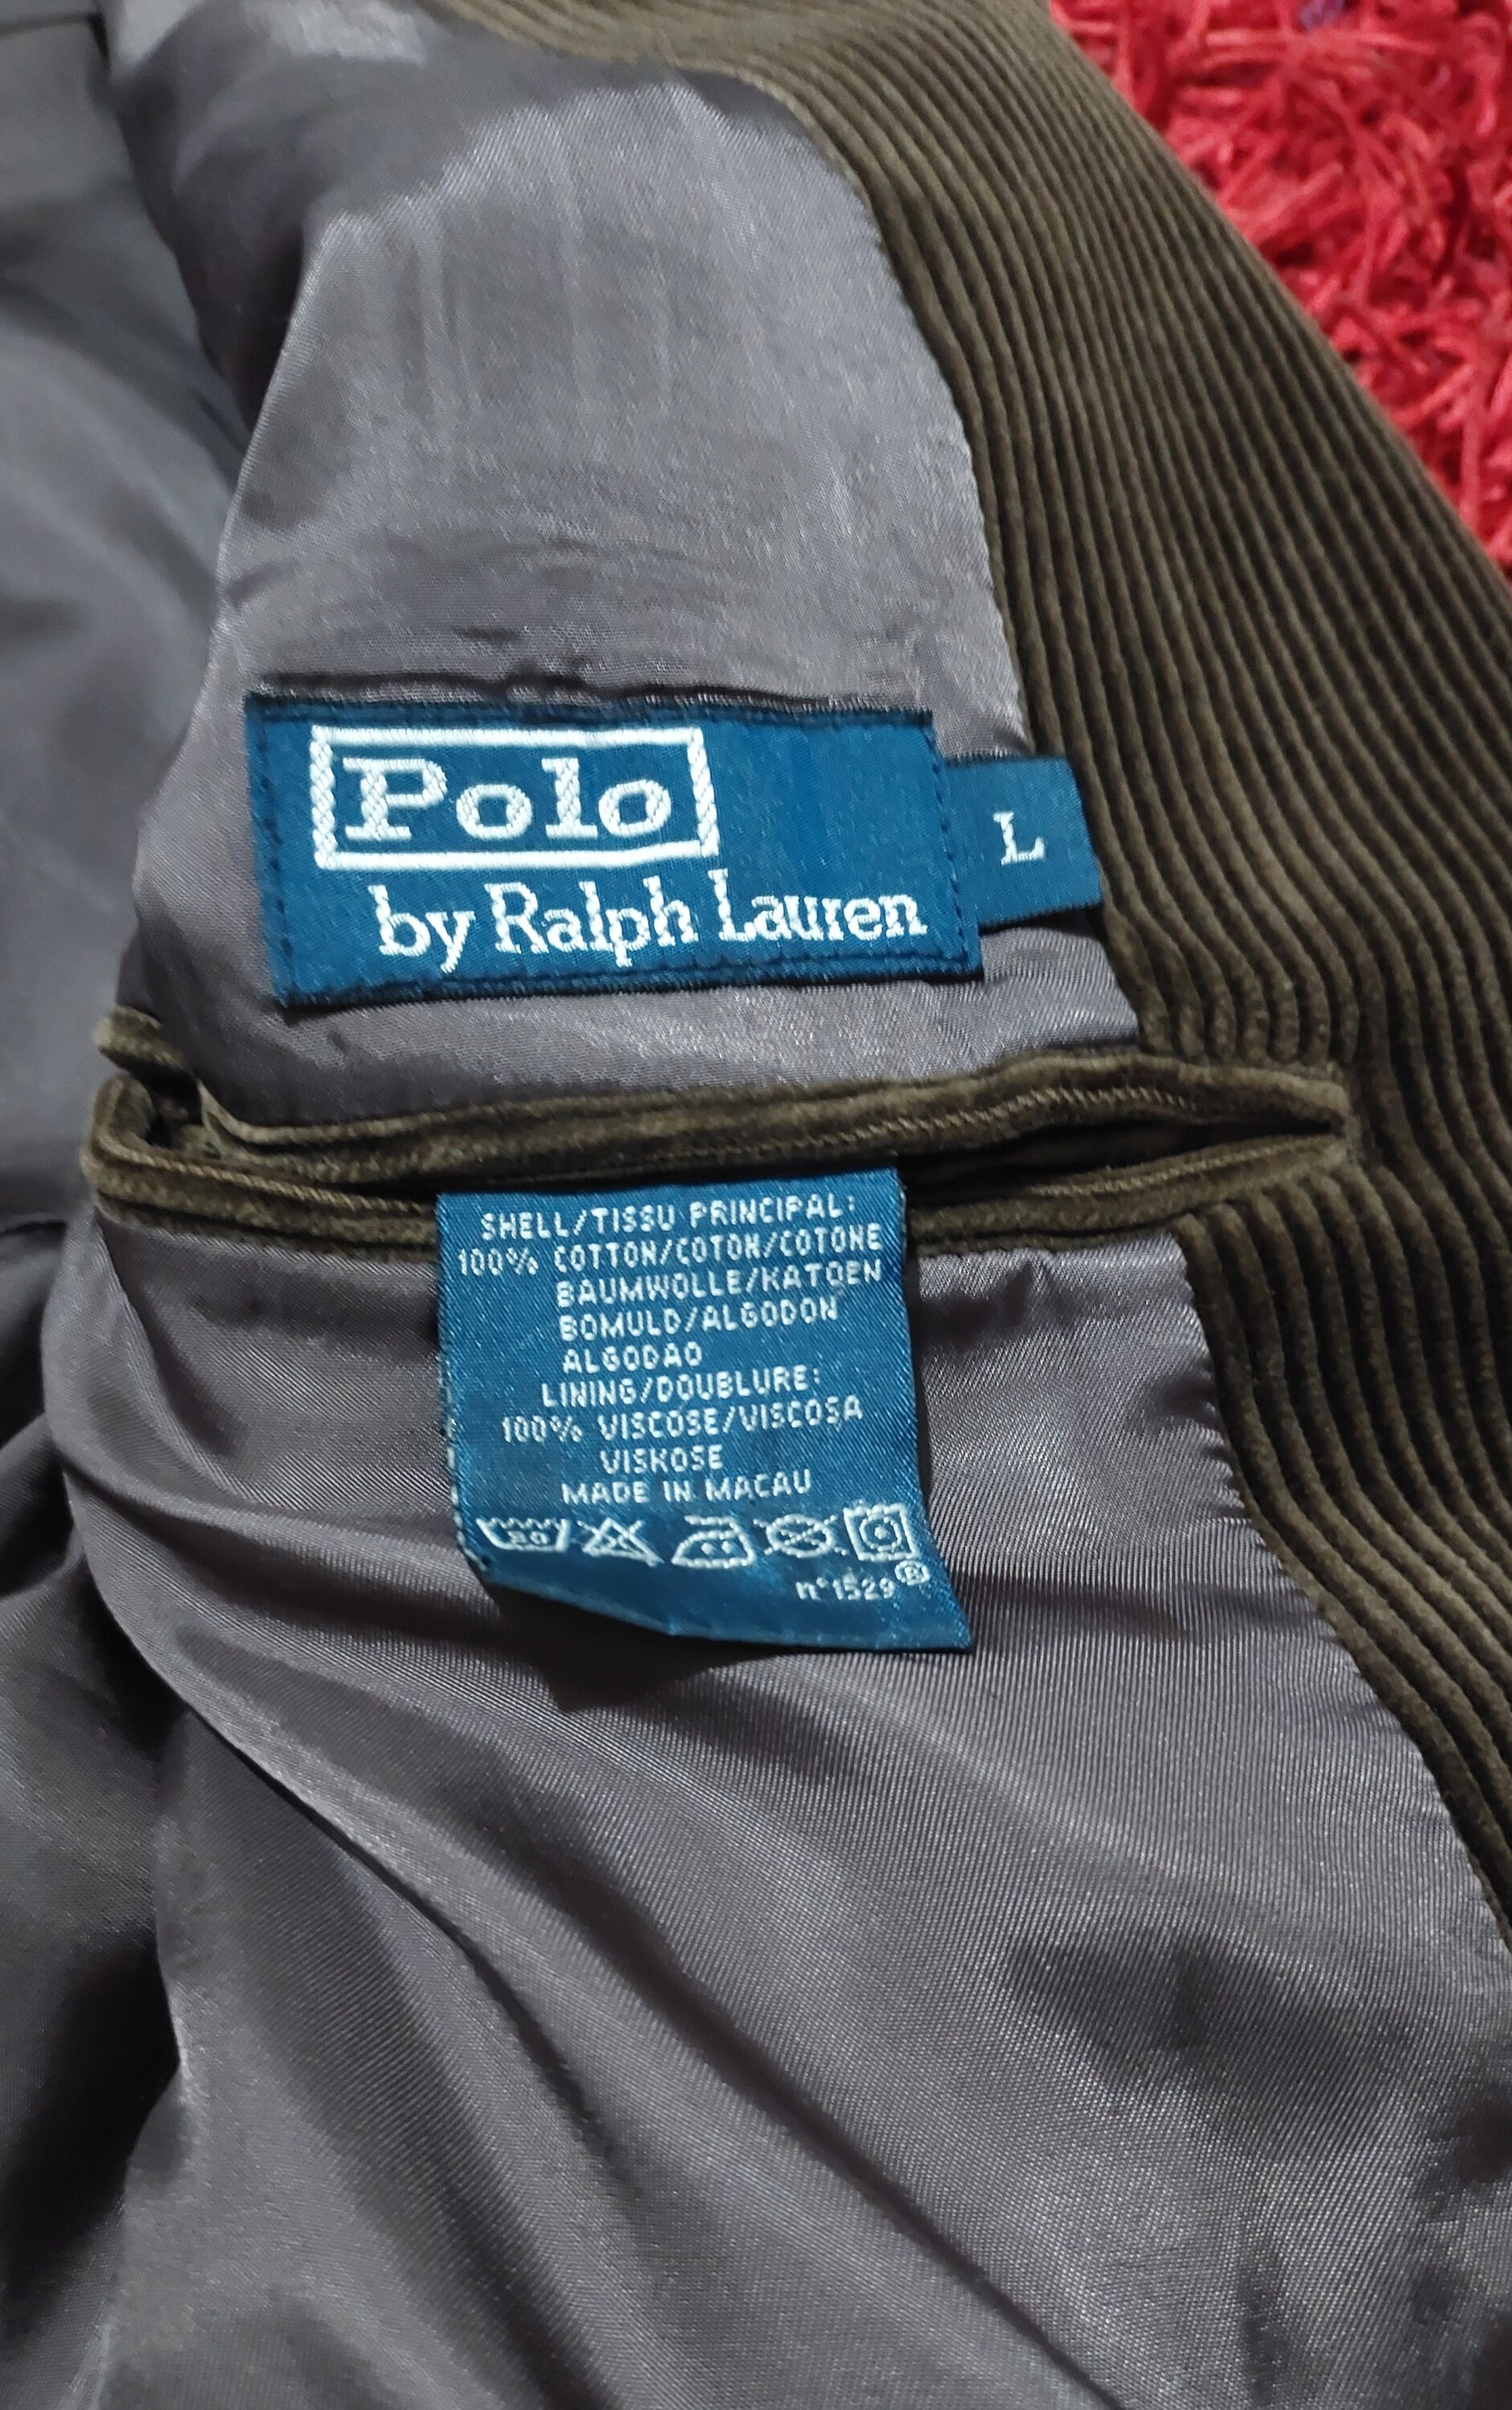 Polo
by Ralph Lauren
L
SHELL/TISSU PRINCIPAL:
100% COTTON/COTON/COTONE
BAUMWOLLE/KATOEN
BOMULD/ALGODON
ALGODAO
LINING/DOUBLURE:
100% VISCOSE/VISCOSA
VISKOSE
MADE IN MACAU
30
n°1529®